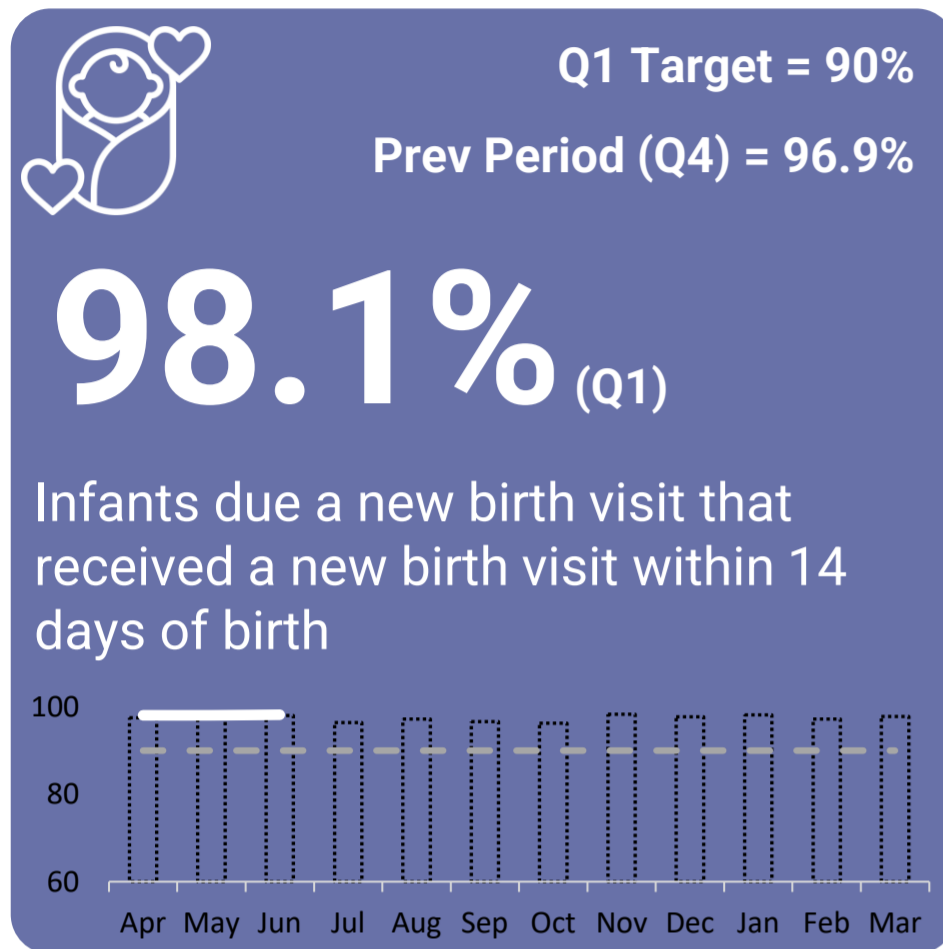 Q1 Target = 90%
Prev Period (Q4) = 96.9%
98.1% (Q1)
Infants due a new birth visit that
received a new birth visit within 14
days of birth
100
80
60
Apr May Jun Jul Aug Sep Oct Nov Dec Jan Feb Mar